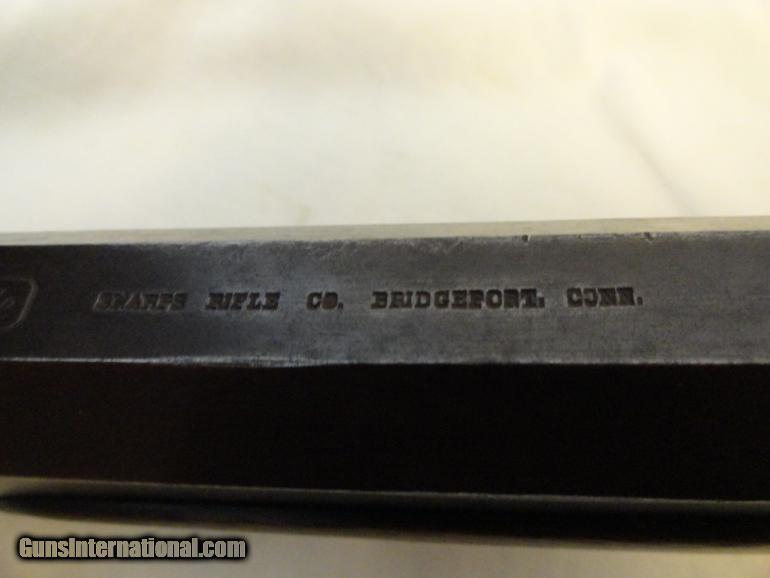 SHARPS RIFLE CO. BRIDGEPORT, CONN.
GunsInternational.com